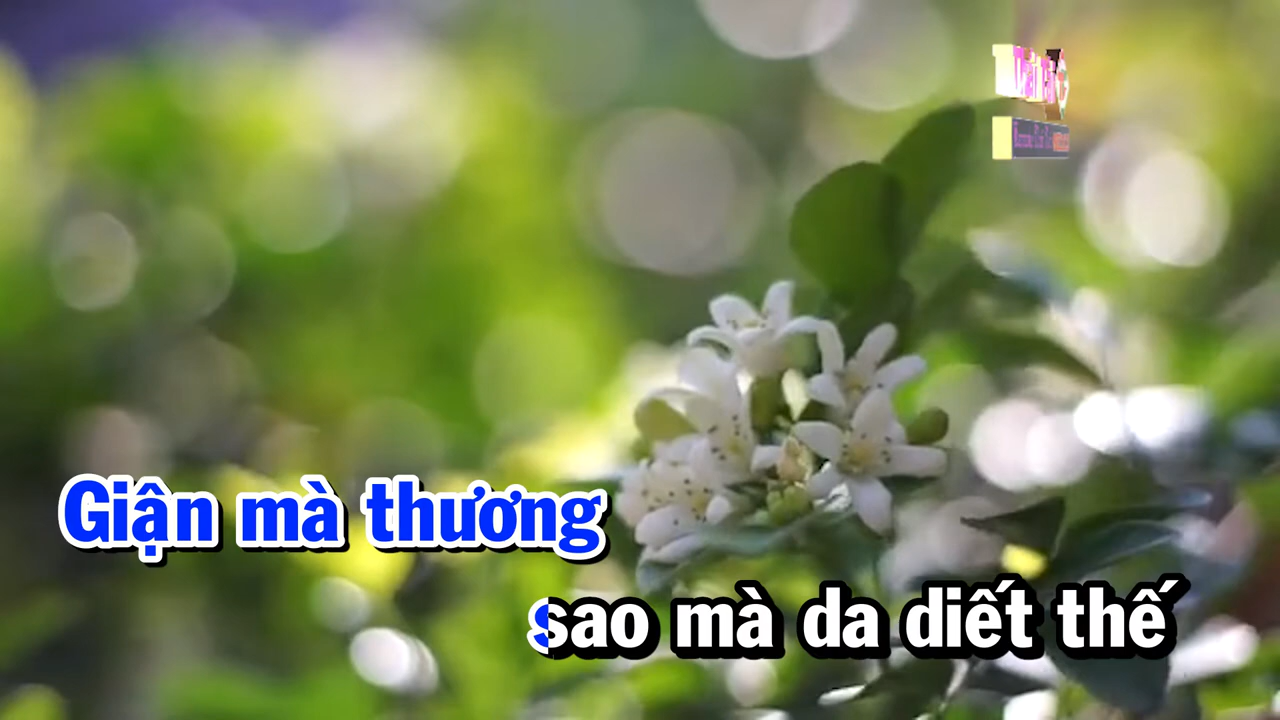 Giận mà thương
sao mà da diết thế